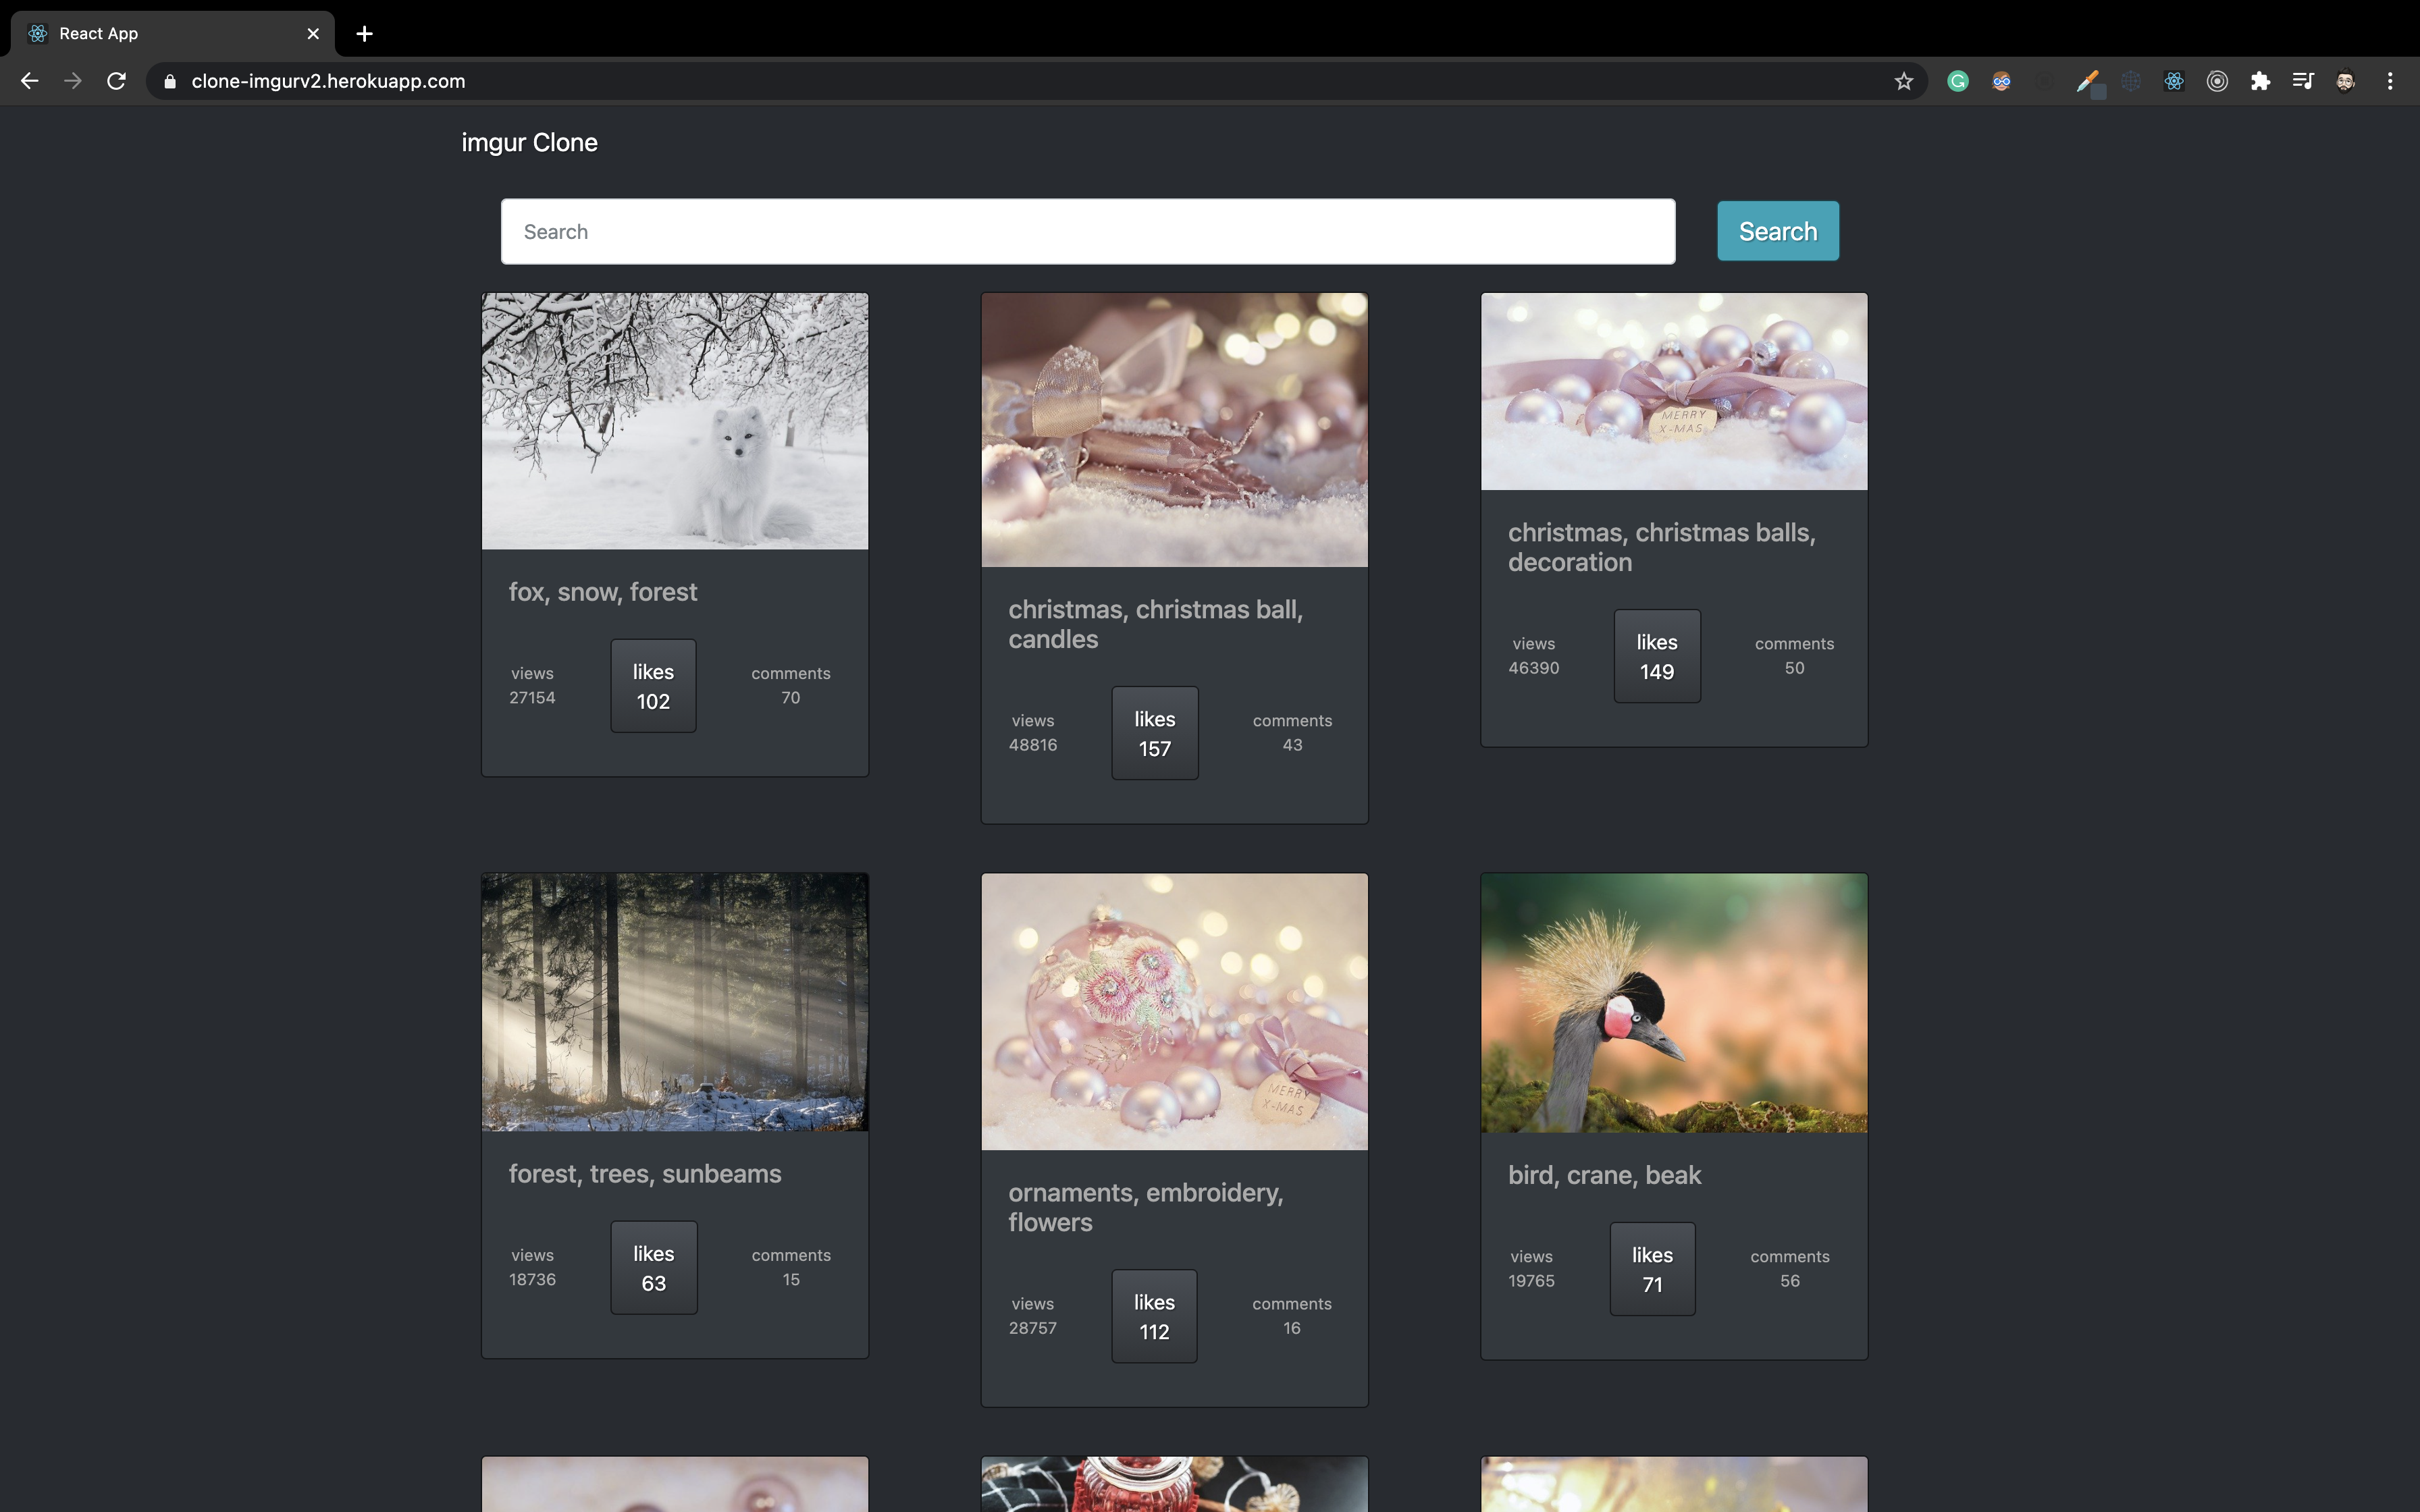 React App
clone-imgurv2.herokuapp.com
imgur Clone
Search
Search
MERRY
X-MAS
fox, snow, forest
views
27154
likes
102
comments
70
christmas, christmas ball,
candles
views
48816
likes
157
comments
43
christmas, christmas balls,
decoration
views
46390
likes
149
comments
50
MERRY
X-MAS
forest, trees, sunbeams
views
18736
likes
63
comments
15
ornaments, embroidery,
flowers
views
28757
likes
112
comments
16
bird, crane, beak
views
19765
likes
71
comments
56